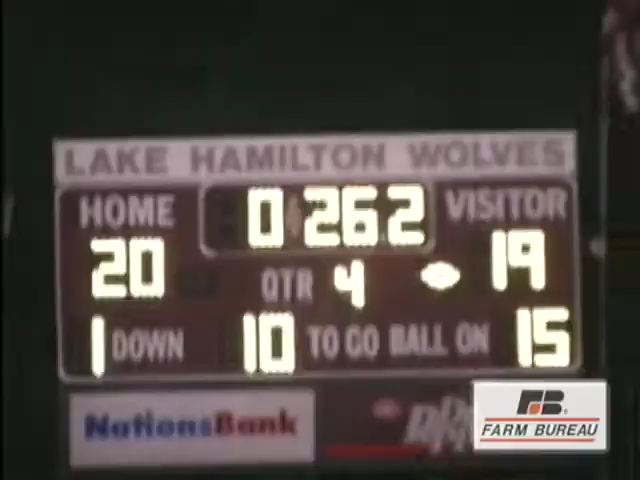 LAKE HAMILTON WOLVES
HOME 0 26.2 VISITOR
20 QTR 4 19
1 DOWN 10 TO GO BALL ON 15
NationsBank
FB
FARM BUREAU